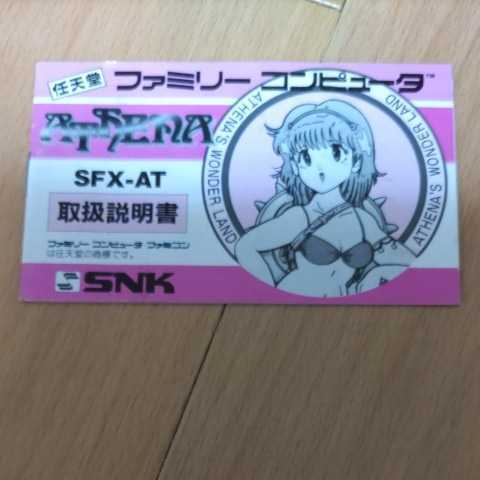 任天堂 ファミリー コンピュータ™
AtHENA
SFX-AT
取扱説明書
ファミリー コンピュータ ファミコン
は任天堂の商標です。
SNK
ATHENA'S WONDER LAND
ATHENA'S WONDER LAND